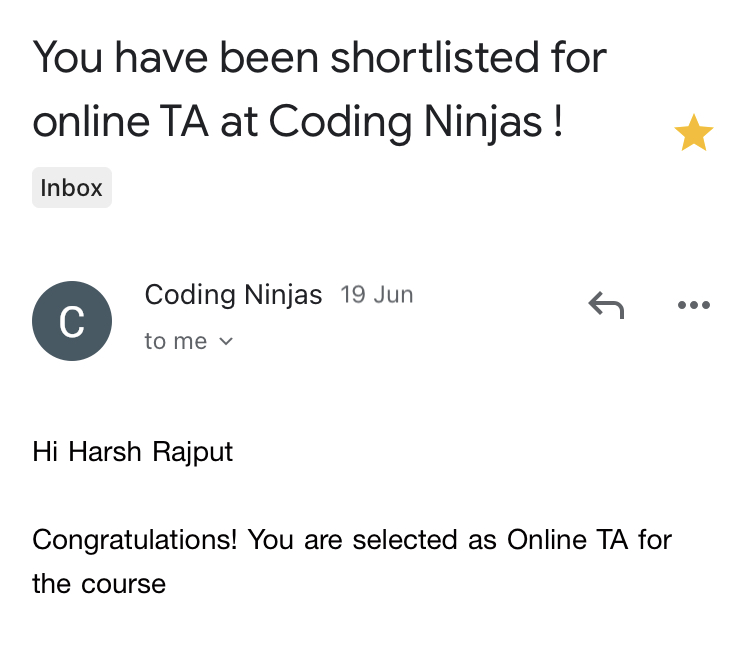 You have been shortlisted for
online TA at Coding Ninjas !
Inbox
C
Coding Ninjas 19 Jun
to me
Hi Harsh Rajput
Congratulations! You are selected as Online TA for
the course